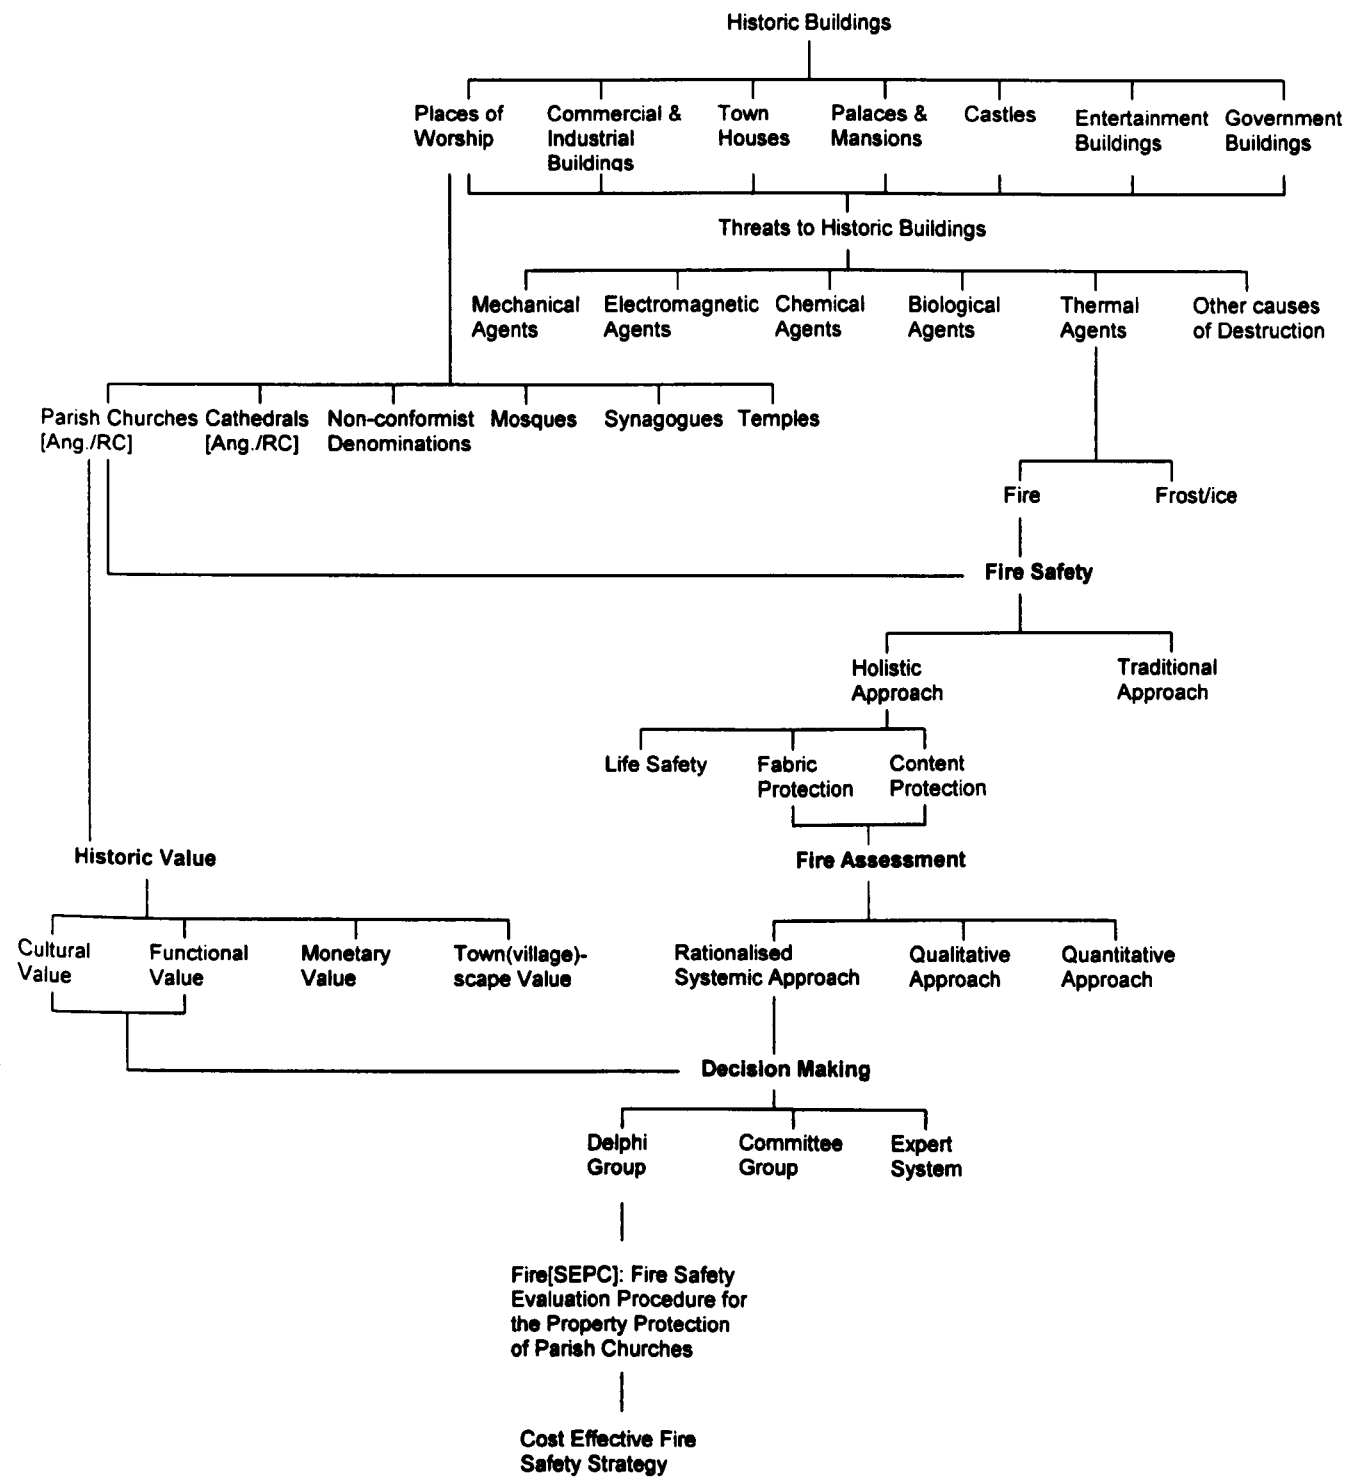 Historic Buildings
Places of
Worship
Commercial &
Industrial
Buildings
Town
Houses
Palaces &
Mansions
Castles
Entertainment
Buildings
Government
Buildings
Threats to Historic Buildings
Mechanical
Agents
Electromagnetic
Agents
Chemical
Agents
Biological
Agents
Thermal
Agents
Other causes
of Destruction
Parish Churches
[Ang./RC]
Cathedrals
[Ang./RC]
Non-conformist
Denominations
Mosques
Synagogues
Temples
Fire
Frost/ice
Fire Safety
Holistic
Approach
Traditional
Approach
Life Safety
Fabric
Protection
Content
Protection
Historic Value
Fire Assessment
Cultural
Value
Functional
Value
Monetary
Value
Town(village)-
scape Value
Rationalised
Systemic Approach
Qualitative
Approach
Quantitative
Approach
Decision Making
Delphi
Group
Committee
Group
Expert
System
Fire[SEPC]: Fire Safety
Evaluation Procedure for
the Property Protection
of Parish Churches
Cost Effective Fire
Safety Strategy